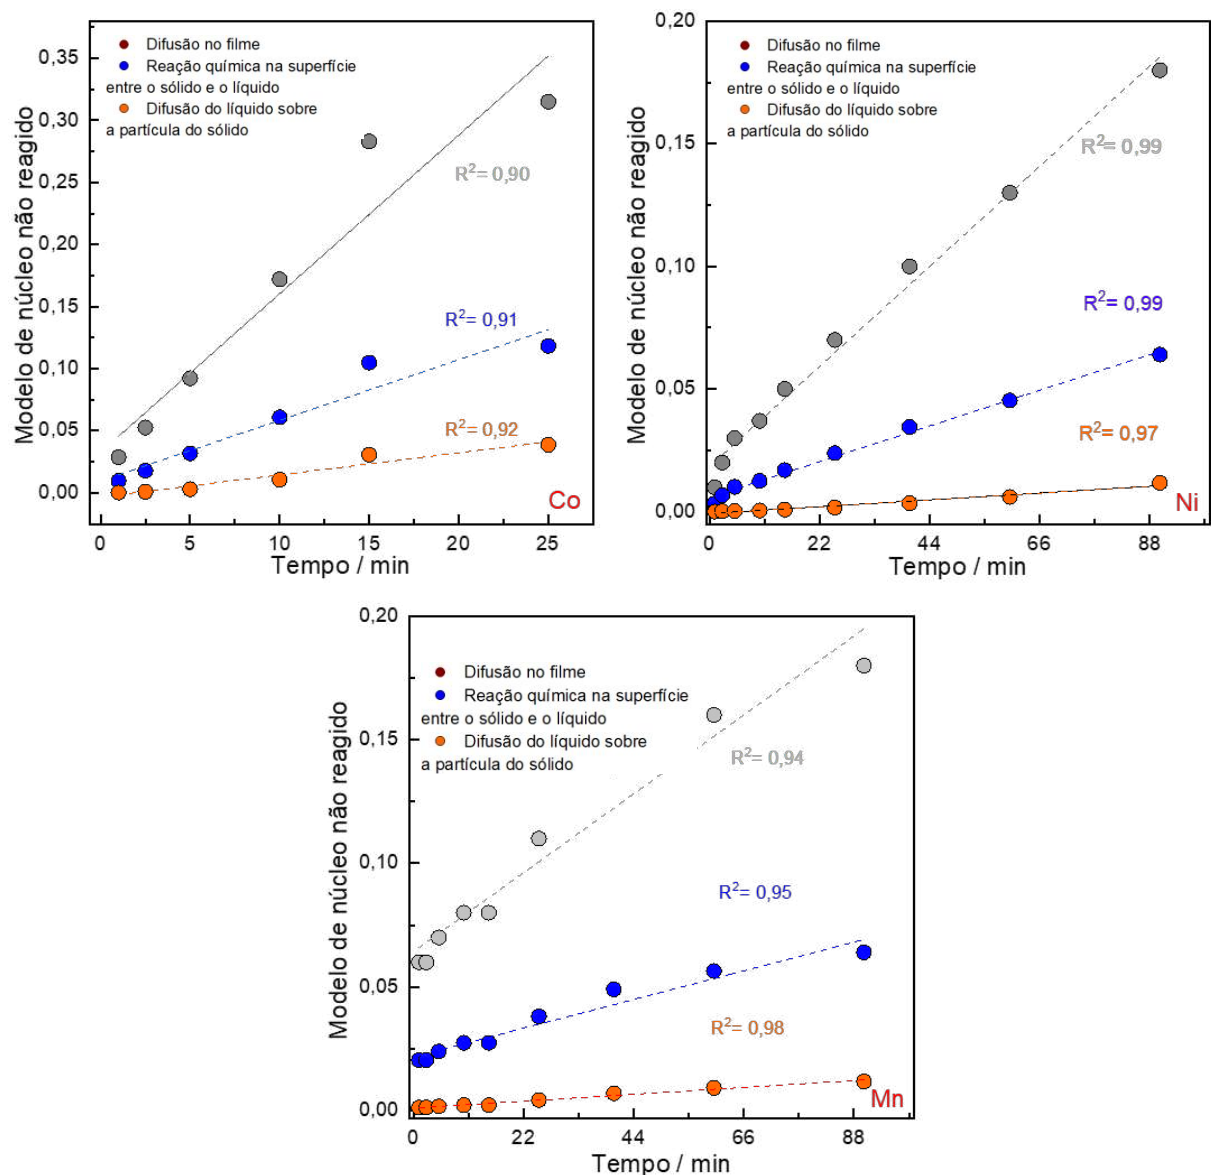 Modelo de núcleo não reagido
0,35
0,30
0,25
0,20
0,15
0,10
0,05
0,00
Difusão no filme
Reação química na superfície
entre o sólido e o líquido
Difusão do líquido sobre
a partícula do sólido
R²= 0,90
R²= 0,91
R²= 0,92
Co
0 5 10 15 20 25
Tempo / min
Modelo de núcleo não reagido
0,20
0,15
0,10
0,05
0,00
Difusão no filme
Reação química na superfície
entre o sólido e o líquido
Difusão do líquido sobre
a partícula do sólido
R²= 0,99
R²= 0,99
R²= 0,97
Ni
0 22 44 66 88
Tempo / min
Modelo de núcleo não reagido
0,20
0,15
0,10
0,05
0,00
Difusão no filme
Reação química na superfície
entre o sólido e o líquido
Difusão do líquido sobre
a partícula do sólido
R²= 0,94
R²= 0,95
R²= 0,98
Mn
0 22 44 66 88
Tempo / min